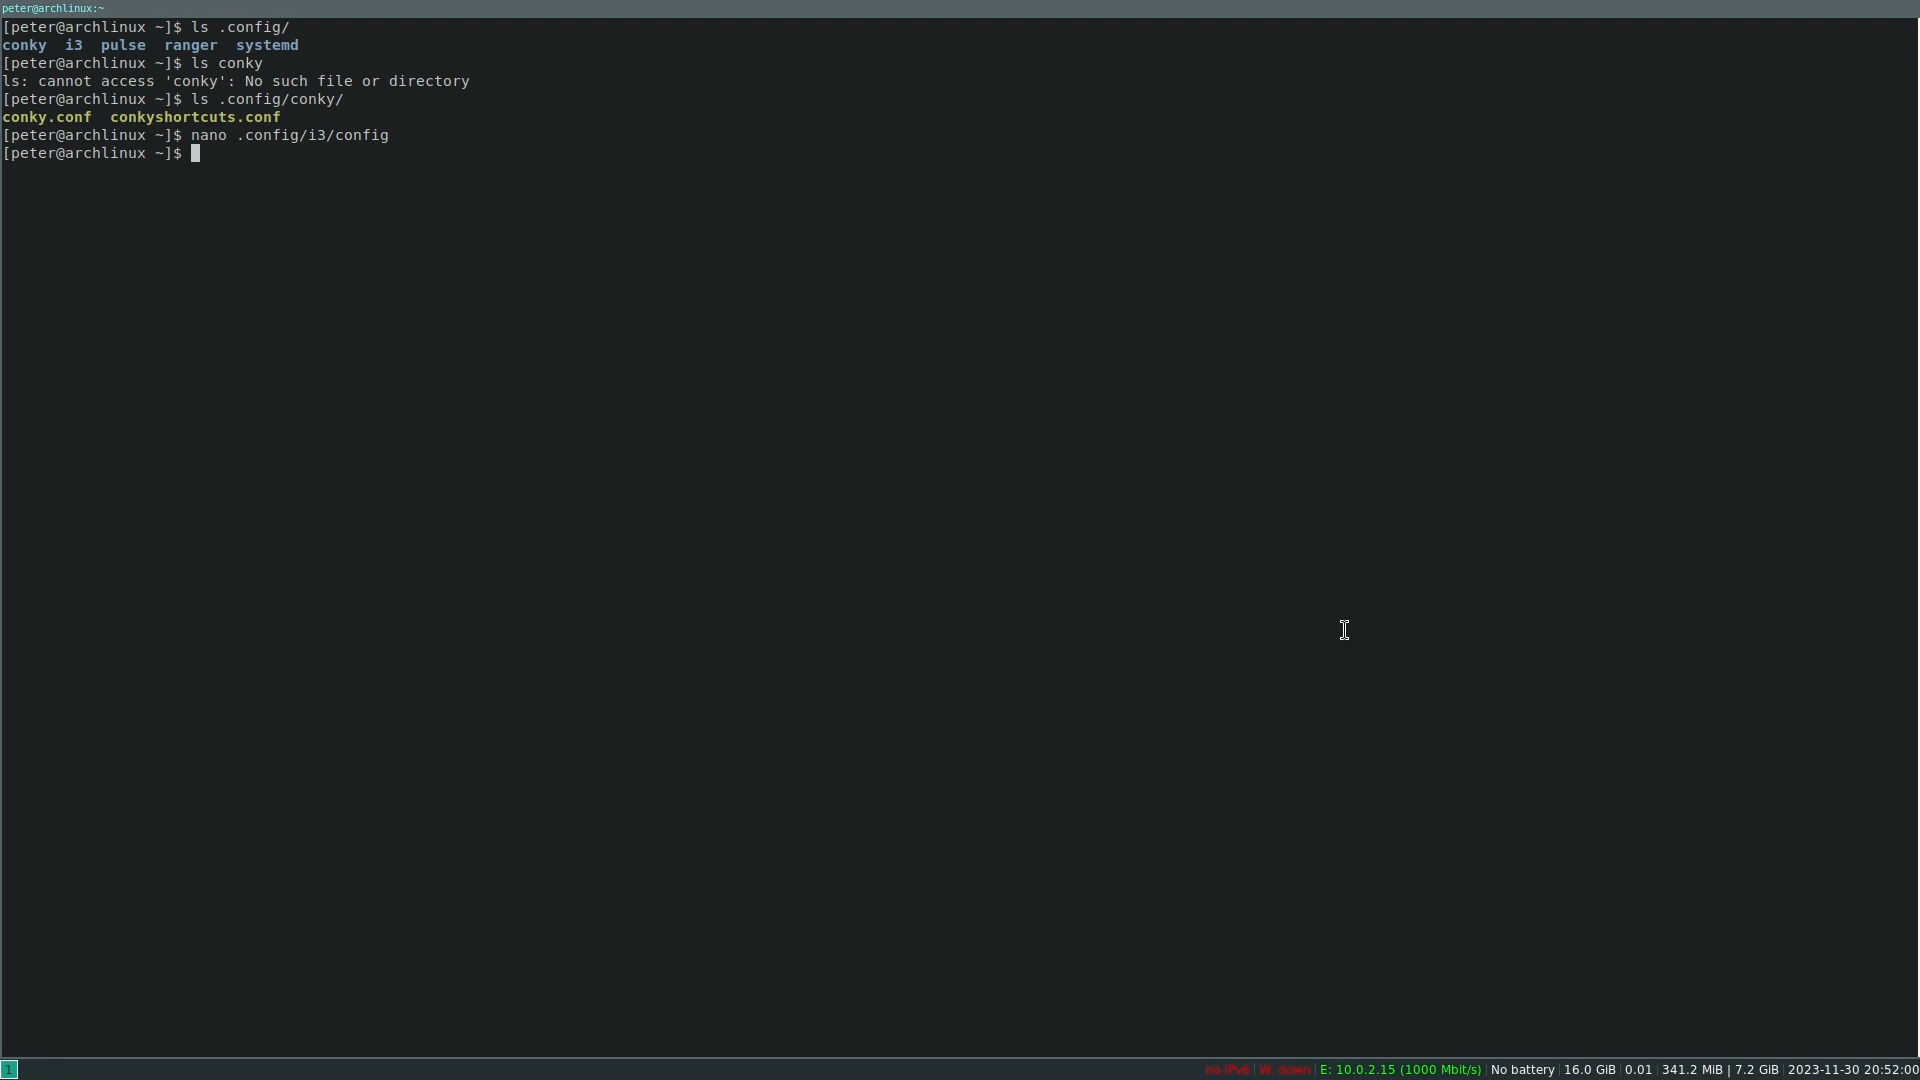 peter@archlinux:~
[peter@archlinux ~]$ ls .config/
conky  i3  pulse  ranger  systemd
[peter@archlinux ~]$ ls conky
ls: cannot access 'conky': No such file or directory
[peter@archlinux ~]$ ls .config/conky/
conky.conf  conkyshortcuts.conf
[peter@archlinux ~]$ nano .config/i3/config
[peter@archlinux ~]$
1 no IPv6 | W: down | E: 10.0.2.15 (1000 Mbit/s) | No battery | 16.0 GiB | 0.01 | 341.2 MiB | 7.2 GiB | 2023-11-30 20:52:00